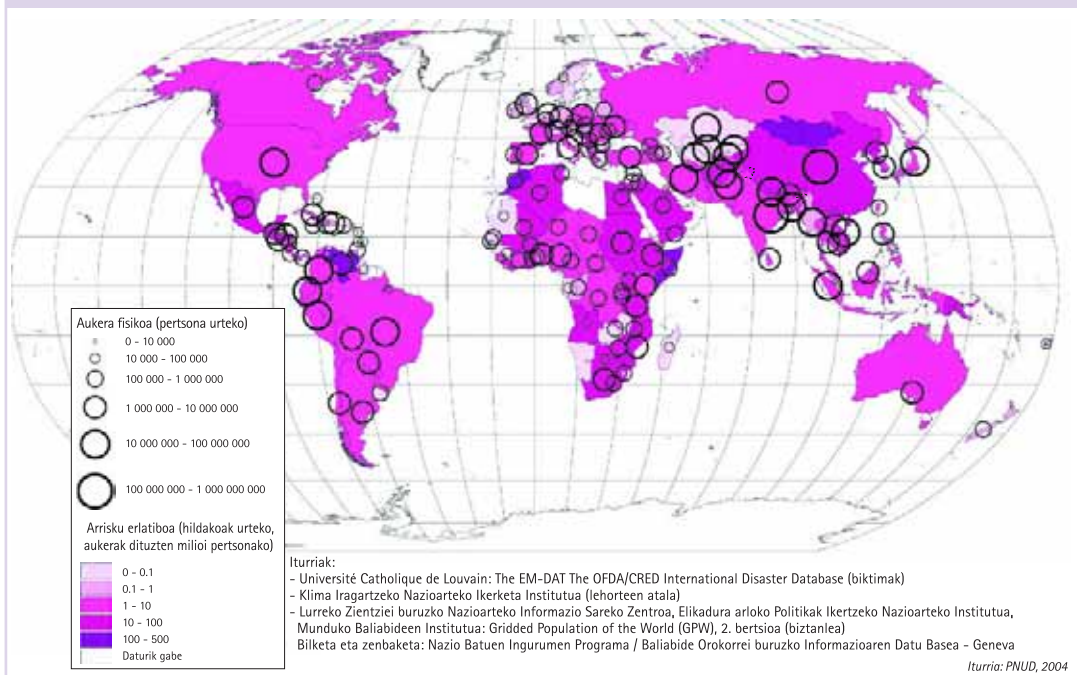 Aukera fisikoa (pertsona urteko)
0 - 10 000
10 000 - 100 000
100 000 - 1 000 000
1 000 000 - 10 000 000
10 000 000 - 100 000 000
100 000 000 - 1 000 000 000
Arrisku erlatiboa (hildakoak urteko,
aukerak dituzten milioi pertsonako)
0 - 0.1
0.1 - 1
1 - 10
10 - 100
100 - 500
Daturik gabe
Iturriak:
- Université Catholique de Louvain: The EM-DAT The OFDA/CRED International Disaster Database (biktimak)
- Klima Iragartzeko Nazioarteko Ikerketa Institutua (lehorteen atala)
- Lurreko Zientziei buruzko Nazioarteko Informazio Sareko Zentroa, Elikadura arloko Politikak Ikertzeko Nazioarteko Institutua,
Munduko Baliabideen Institutua: Gridded Population of the World (GPW), 2. bertsioa (biztanlea)
Bilketa eta zenbaketa: Nazio Batuen Ingurumen Programa / Baliabide Orokorrei buruzko Informazioaren Datu Basea - Geneva
Iturria: PNUD, 2004